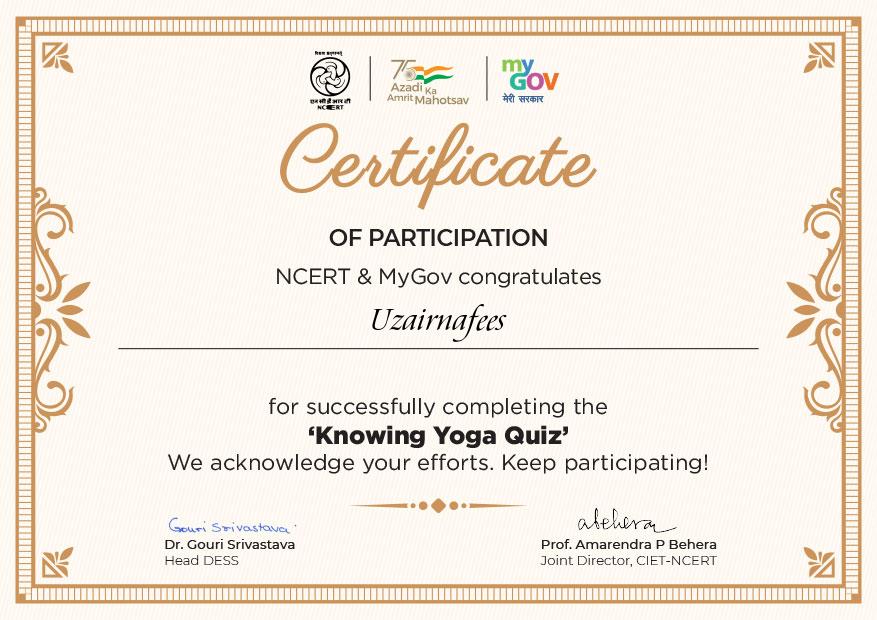 विद्यया ऽमृतमश्नुते
एन सी ई आर टी
NCERT
75
Azadi Ka
Amrit Mahotsav
my
GOV
मेरी सरकार
Certificate
OF PARTICIPATION
NCERT & MyGov congratulates
Uzairnafees
for successfully completing the
‘Knowing Yoga Quiz’
We acknowledge your efforts. Keep participating!
Gouri Srivastava
Dr. Gouri Srivastava
Head DESS
abehera
Prof. Amarendra P Behera
Joint Director, CIET-NCERT